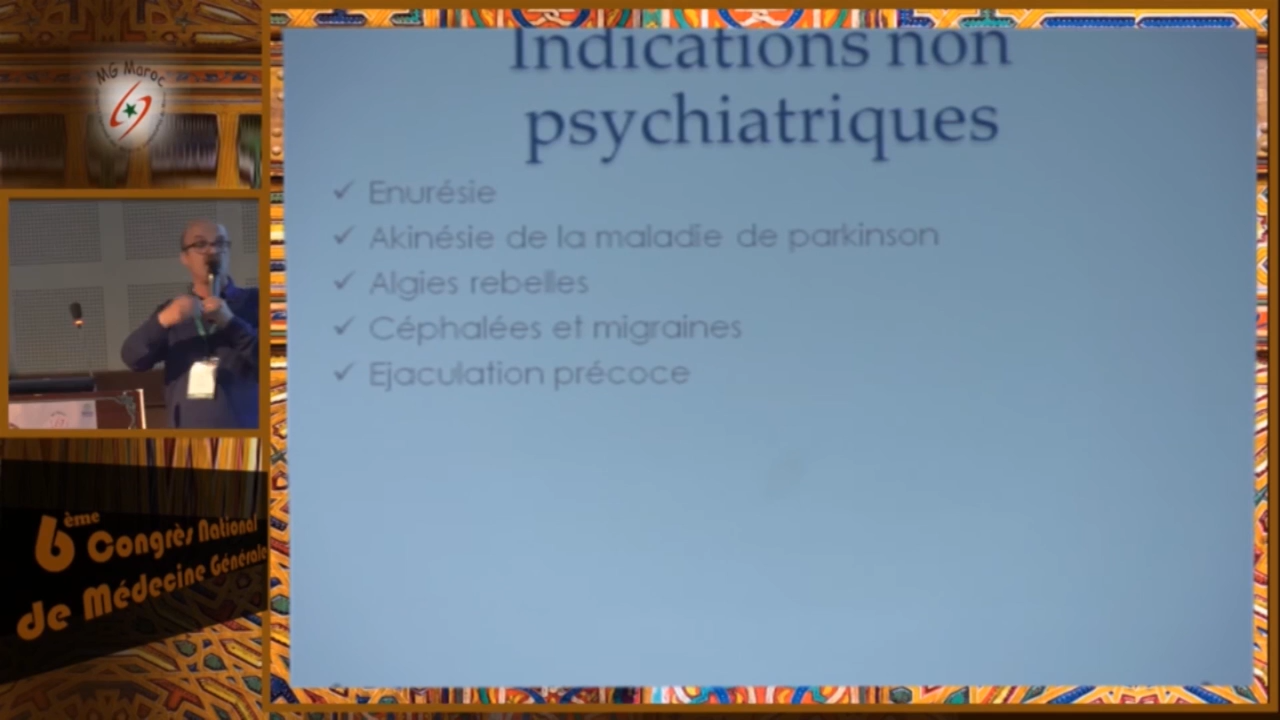 MG Maroc
Indications non
psychiatriques
✓ Enurésie
✓ Akinésie de la maladie de parkinson
✓ Algies rebelles
✓ Céphalées et migraines
✓ Ejaculation précoce
6ème Congrès National
de Médecine Générale